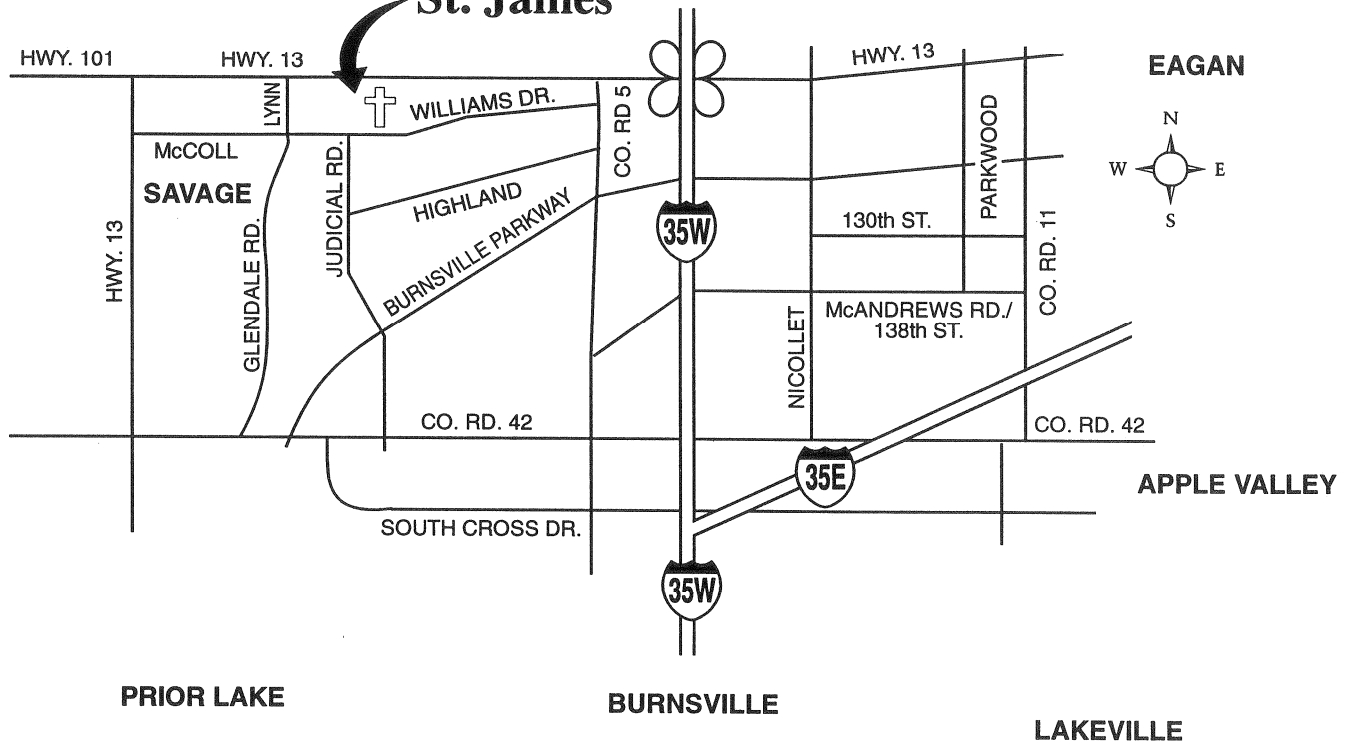 St. James
HWY. 101
HWY. 13
HWY. 13
EAGAN
LYNN
WILLIAMS DR.
CO. RD 5
PARKWOOD
N
W
E
S
McCOLL
SAVAGE
JUDICIAL RD.
HIGHLAND
BURNSVILLE PARKWAY
35W
130th ST.
CO. RD. 11
HWY. 13
GLENDALE RD.
NICOLLET
McANDREWS RD./
138th ST.
CO. RD. 42
CO. RD. 42
35E
APPLE VALLEY
SOUTH CROSS DR.
35W
PRIOR LAKE
BURNSVILLE
LAKEVILLE